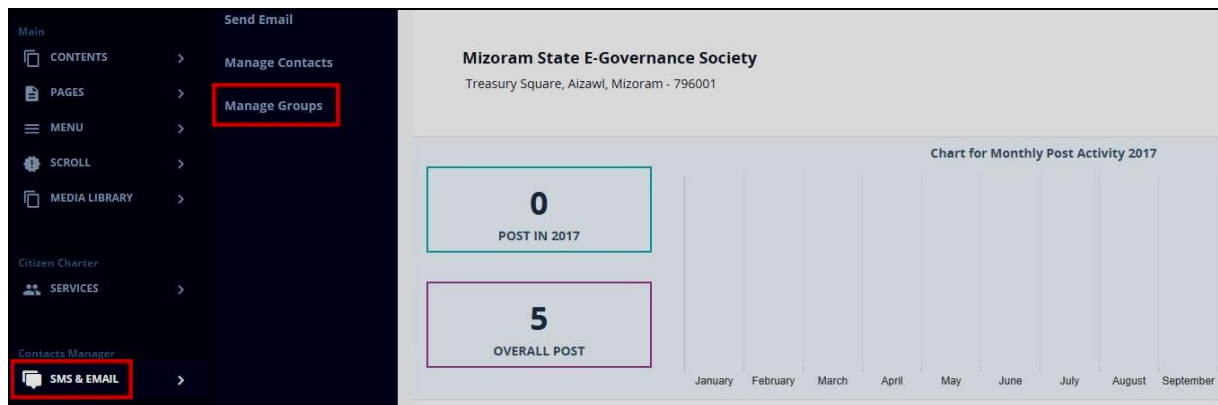 Main
CONTENTS
PAGES
MENU
SCROLL
MEDIA LIBRARY
Citizen Charter
SERVICES
Contacts Manager
SMS & EMAIL
Send Email
Manage Contacts
Manage Groups
Mizoram State E-Governance Society
Treasury Square, Aizawl, Mizoram - 796001
Chart for Monthly Post Activity 2017
0
POST IN 2017
5
OVERALL POST
January February March April May June July August September